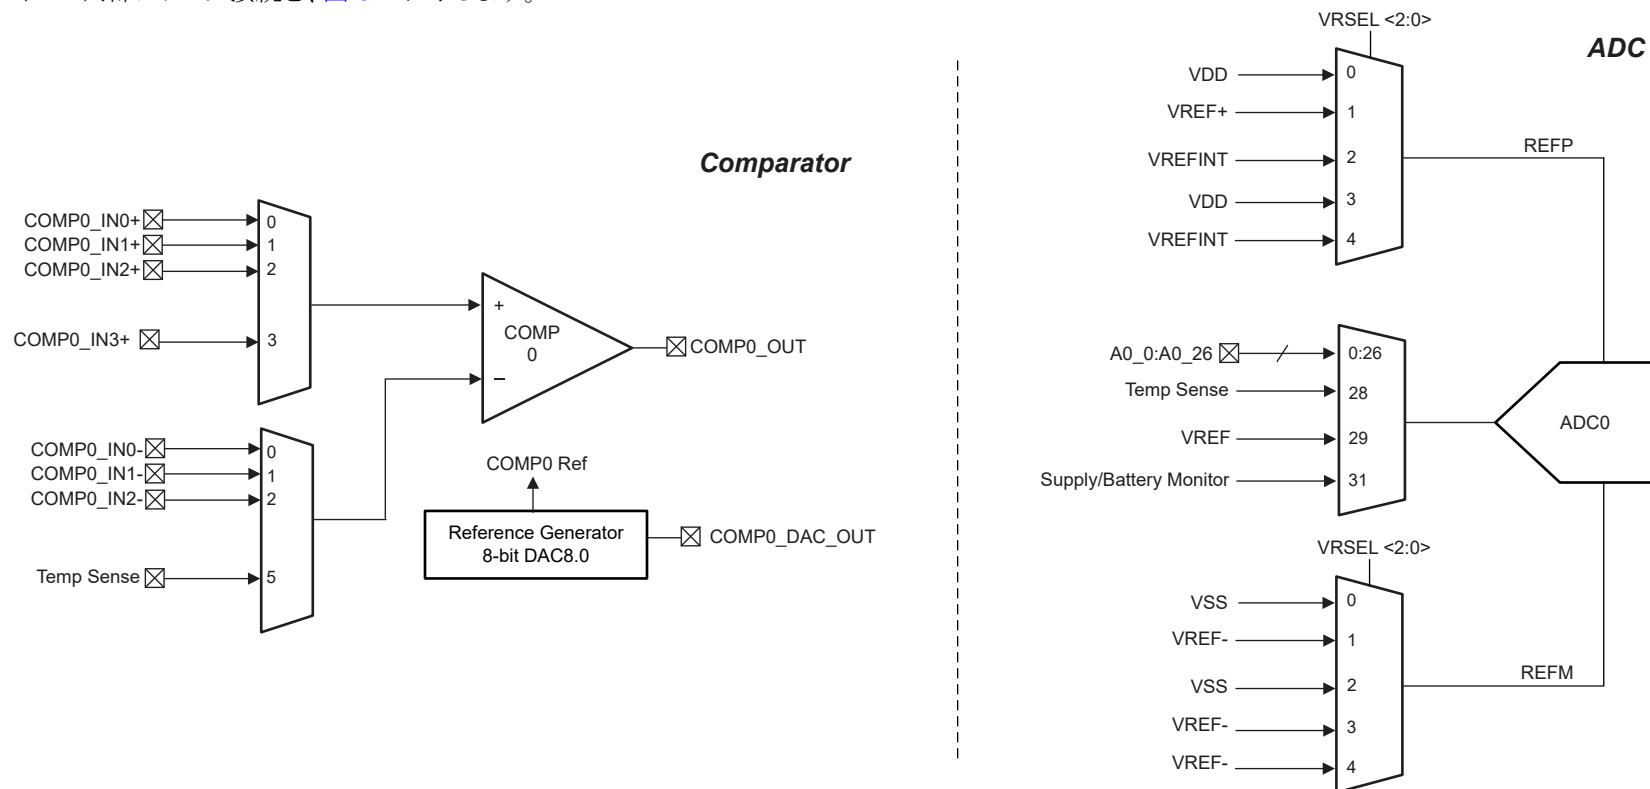 VRSEL <2:0>
ADC
VDD
0
VREF+
1
VREFINT
2
REFP
VDD
3
VREFINT
4
Comparator
COMP0_IN0+
0
COMP0_IN1+
1
COMP0_IN2+
2
COMP0_IN3+
3
+
COMP
0
−
COMP0_OUT
COMP0_IN0-
0
COMP0_IN1-
1
COMP0_IN2-
2
Temp Sense
5
COMP0 Ref
Reference Generator
8-bit DAC8.0
COMP0_DAC_OUT
A0_0:A0_26
0:26
Temp Sense
28
VREF
29
Supply/Battery Monitor
31
ADC0
VRSEL <2:0>
VSS
0
VREF-
1
VSS
2
REFM
VREF-
3
VREF-
4